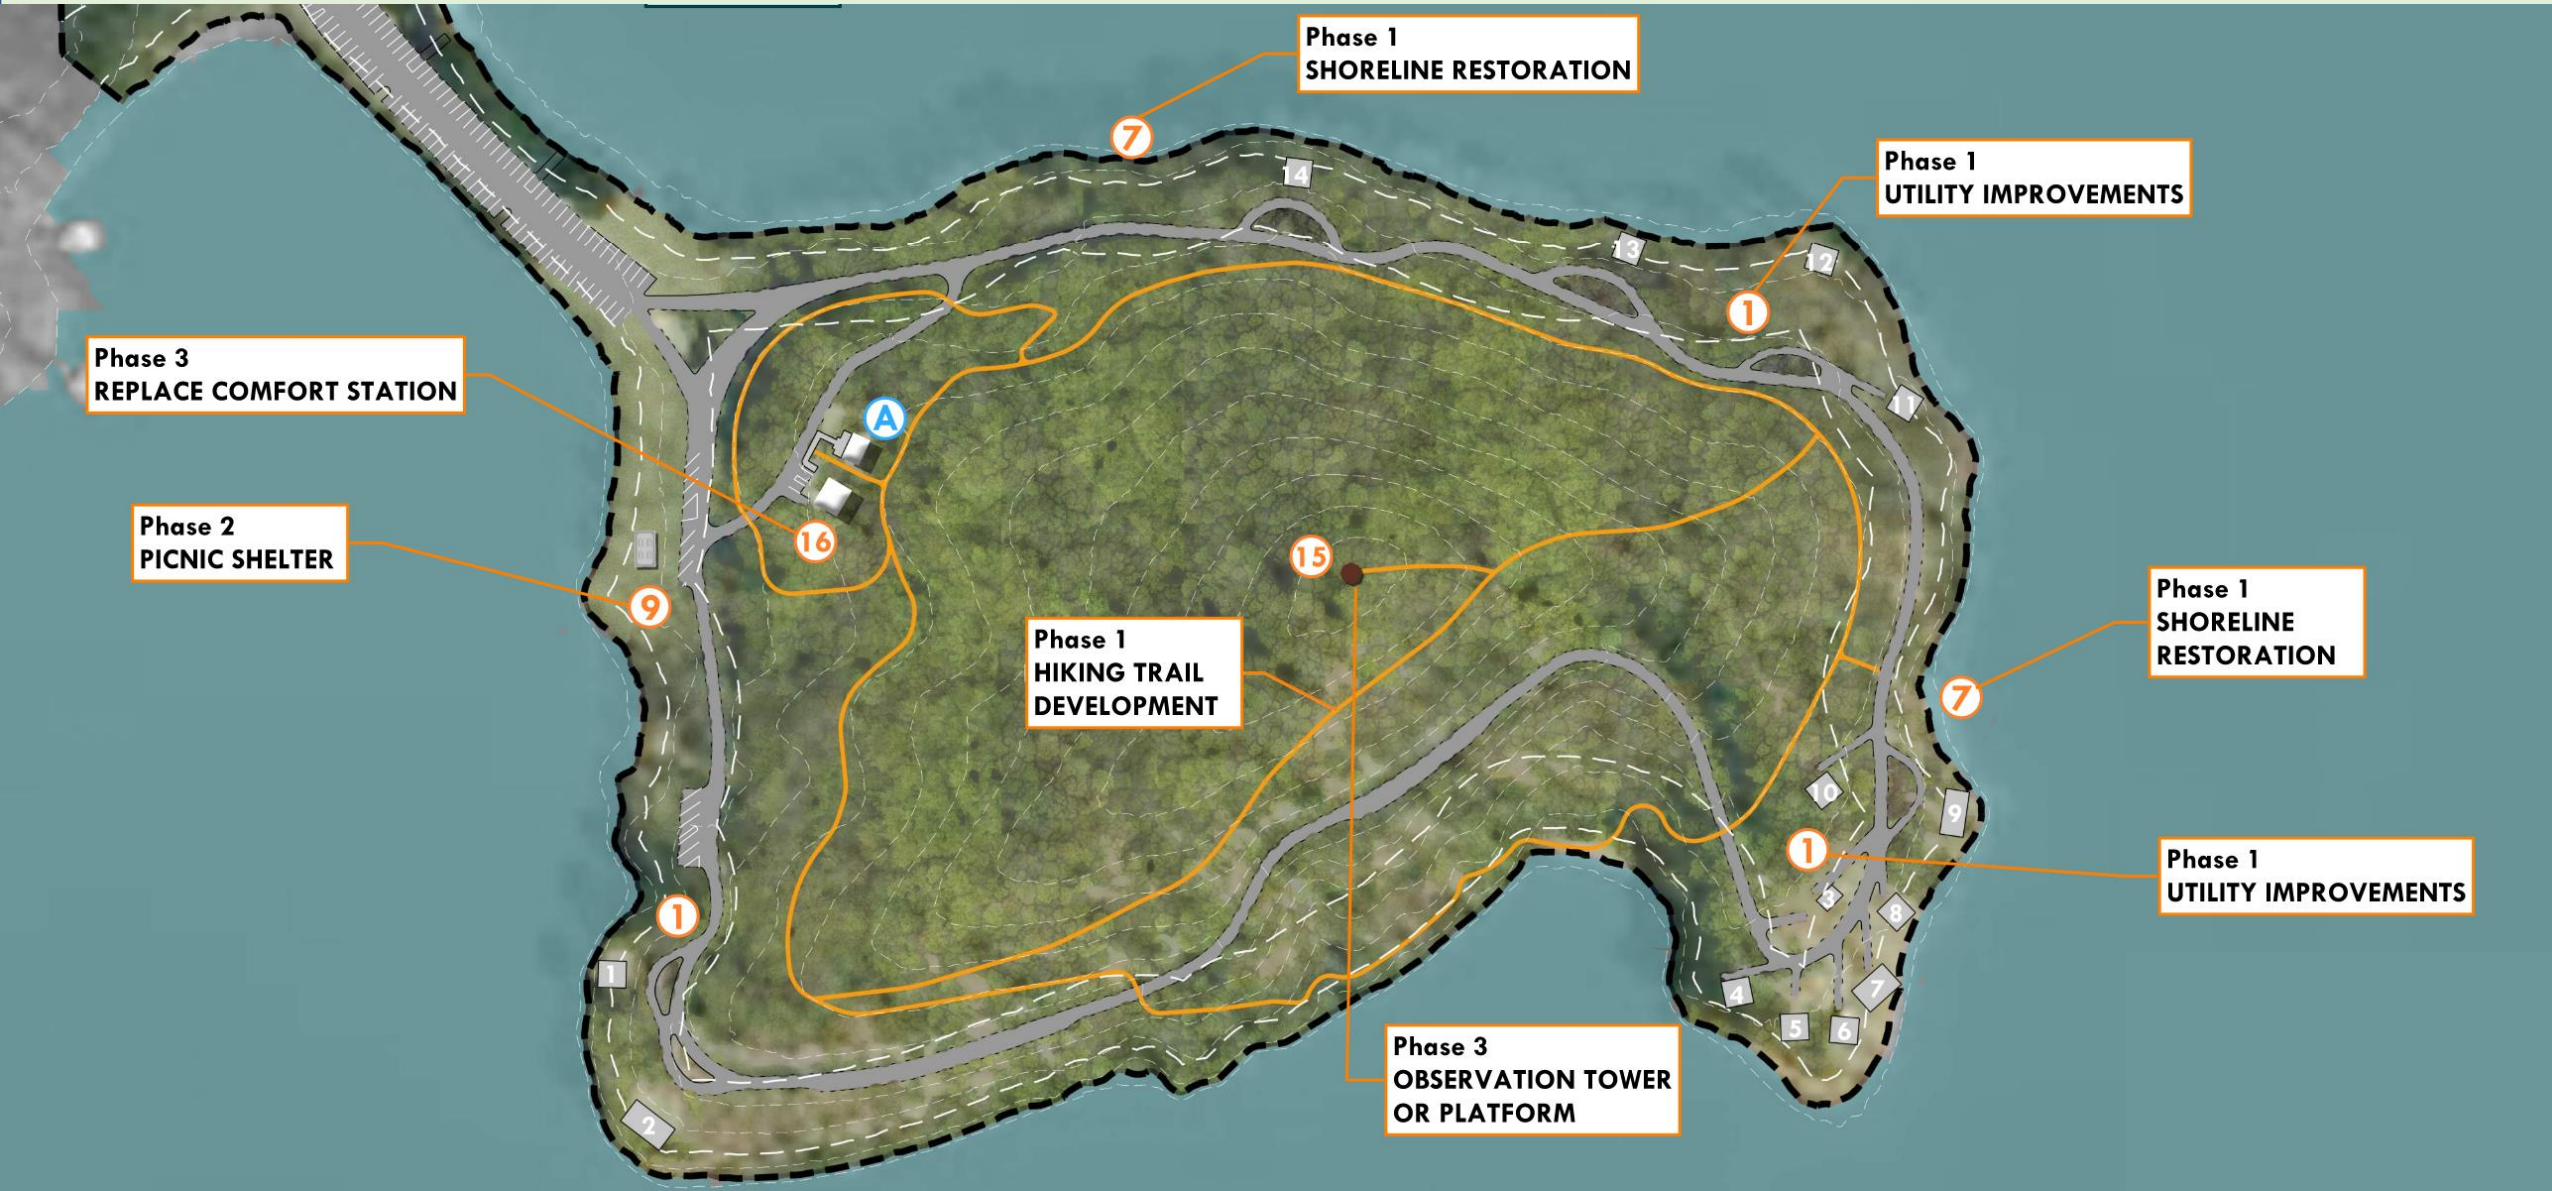 Phase 1
SHORELINE RESTORATION
7
14
Phase 1
UTILITY IMPROVEMENTS
13
12
1
Phase 3
REPLACE COMFORT STATION
A
11
Phase 2
PICNIC SHELTER
16
15
9
Phase 1
SHORELINE
RESTORATION
7
Phase 1
HIKING TRAIL
DEVELOPMENT
10
9
1
Phase 1
UTILITY IMPROVEMENTS
3
8
1
1
4
7
5
6
Phase 3
OBSERVATION TOWER
OR PLATFORM
2